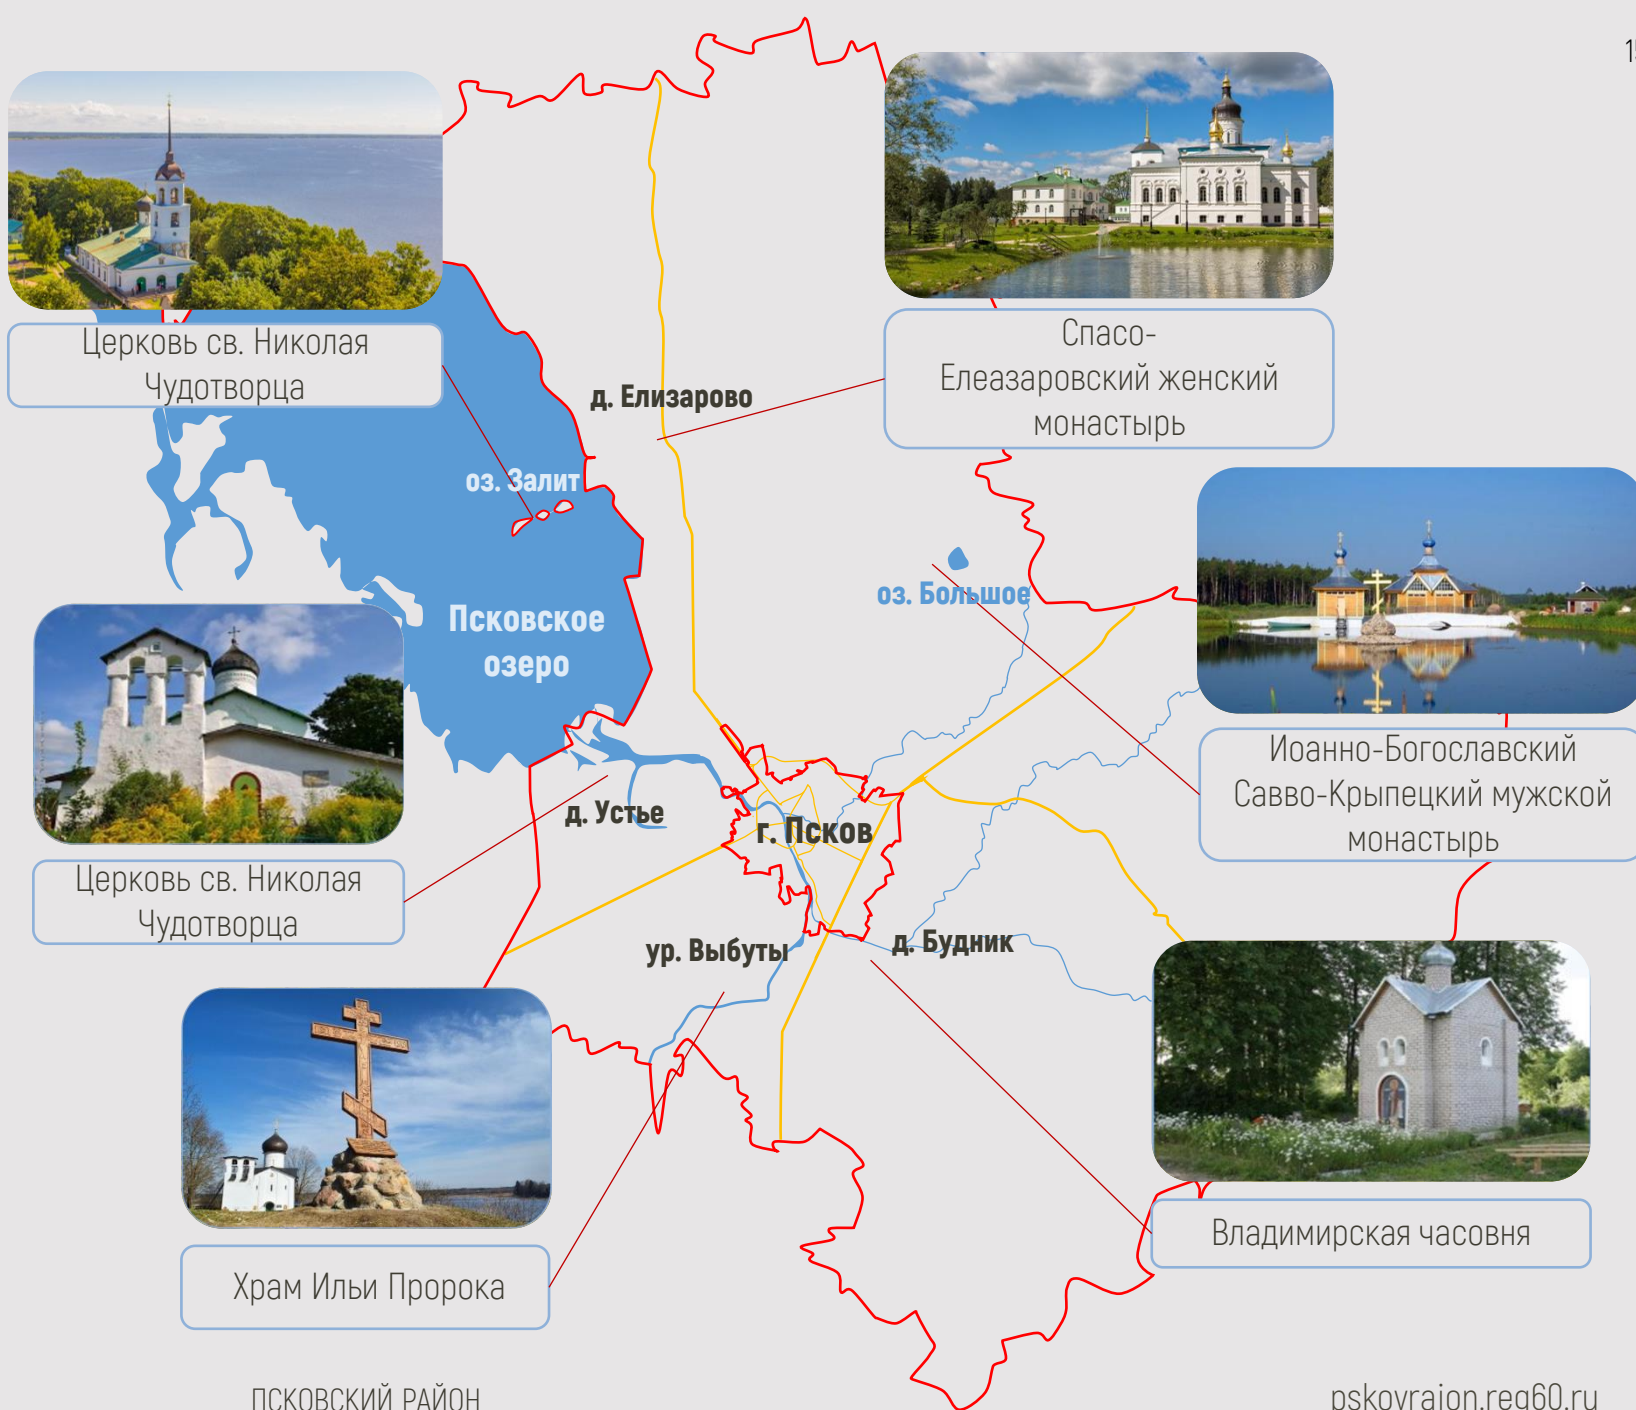 15
Церковь св. Николая
Чудотворца
Спасо-
Елеазаровский женский
монастырь
д. Елизарово
оз. Залит
оз. Большое
Псковское
озеро
Иоанно-Богославский
Савво-Крыпецкий мужской
монастырь
д. Устье
г. Псков
Церковь св. Николая
Чудотворца
ур. Выбуты
д. Будник
Владимирская часовня
Храм Ильи Пророка
ПСКОВСКИЙ РАЙОН
pskovrajon.reg60.ru